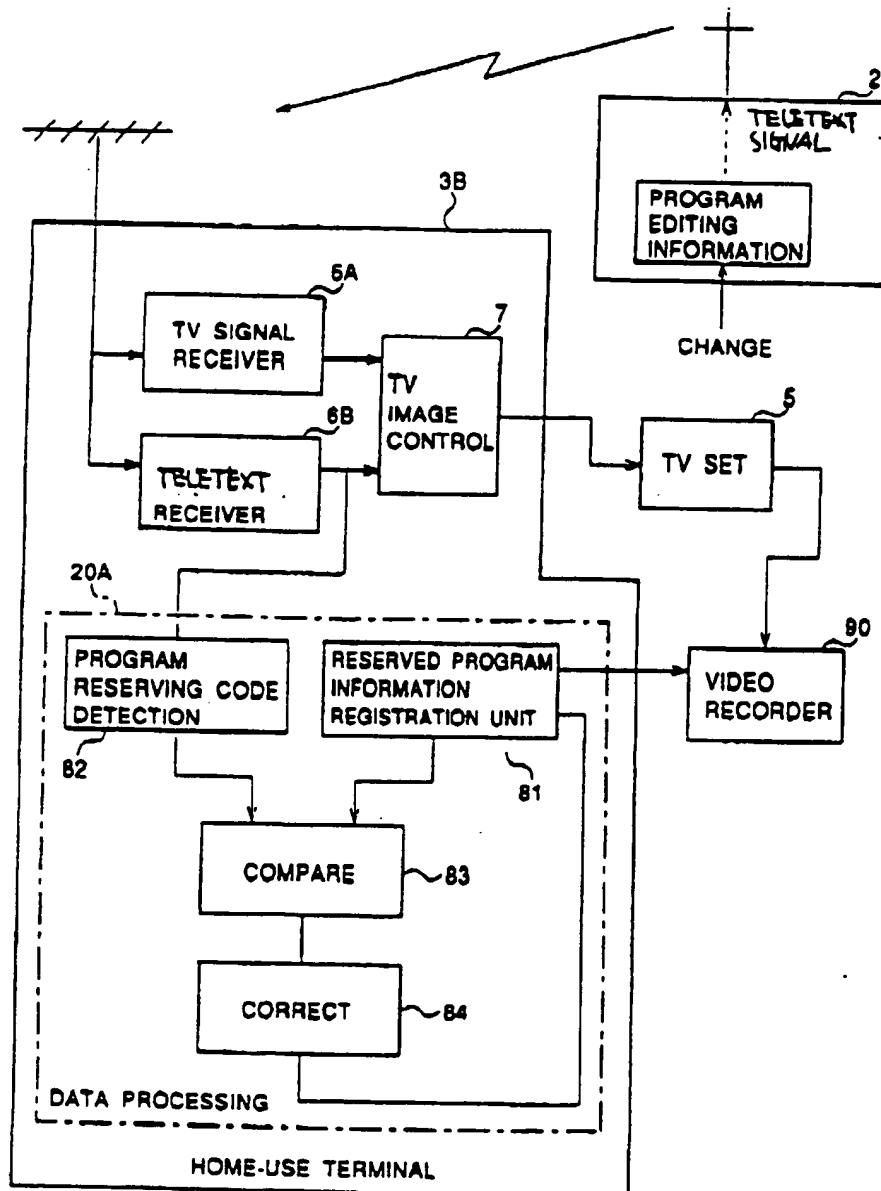 2
TELETEXT
SIGNAL
PROGRAM
EDITING
INFORMATION
CHANGE
3B
6A
TV SIGNAL
RECEIVER
7
TV
IMAGE
CONTROL
6B
TELETEXT
RECEIVER
5
TV SET
20A
PROGRAM
RESERVING CODE
DETECTION
82
RESERVED PROGRAM
INFORMATION
REGISTRATION UNIT
81
90
VIDEO
RECORDER
COMPARE
83
CORRECT
84
DATA PROCESSING
HOME-USE TERMINAL